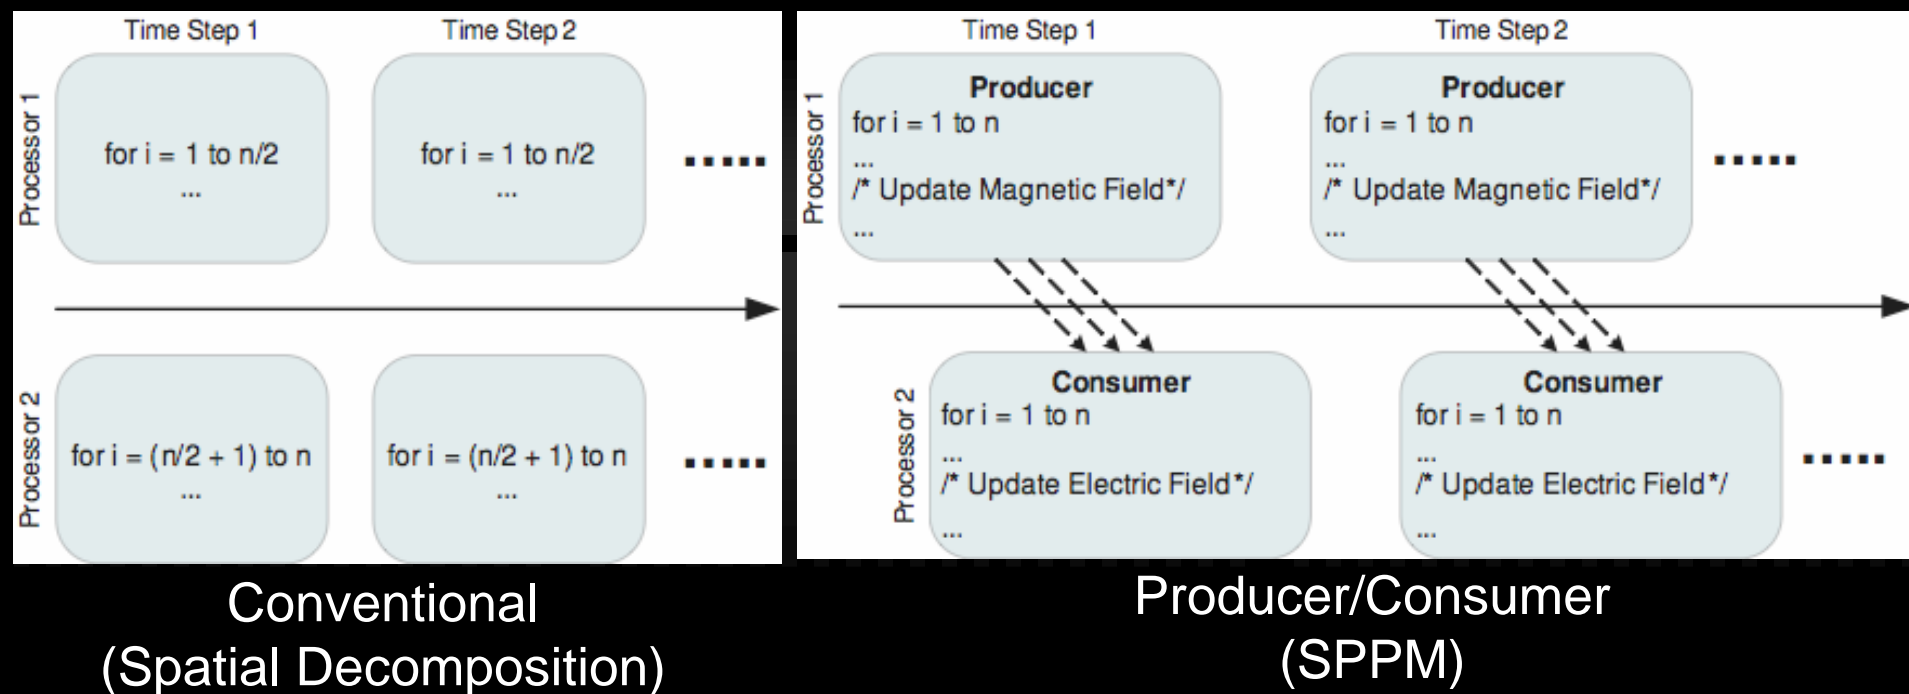 Time Step 1
Time Step 2
Processor 1
for i = 1 to n/2
...
for i = 1 to n/2
...
.....
Processor 2
for i = (n/2 + 1) to n
...
for i = (n/2 + 1) to n
...
.....
Conventional
(Spatial Decomposition)
Time Step 1
Time Step 2
Processor 1
Producer
for i = 1 to n
...
/* Update Magnetic Field*/
...
Producer
for i = 1 to n
...
/* Update Magnetic Field*/
...
.....
Processor 2
Consumer
for i = 1 to n
...
/* Update Electric Field*/
...
Consumer
for i = 1 to n
...
/* Update Electric Field*/
...
.....
Producer/Consumer
(SPPM)